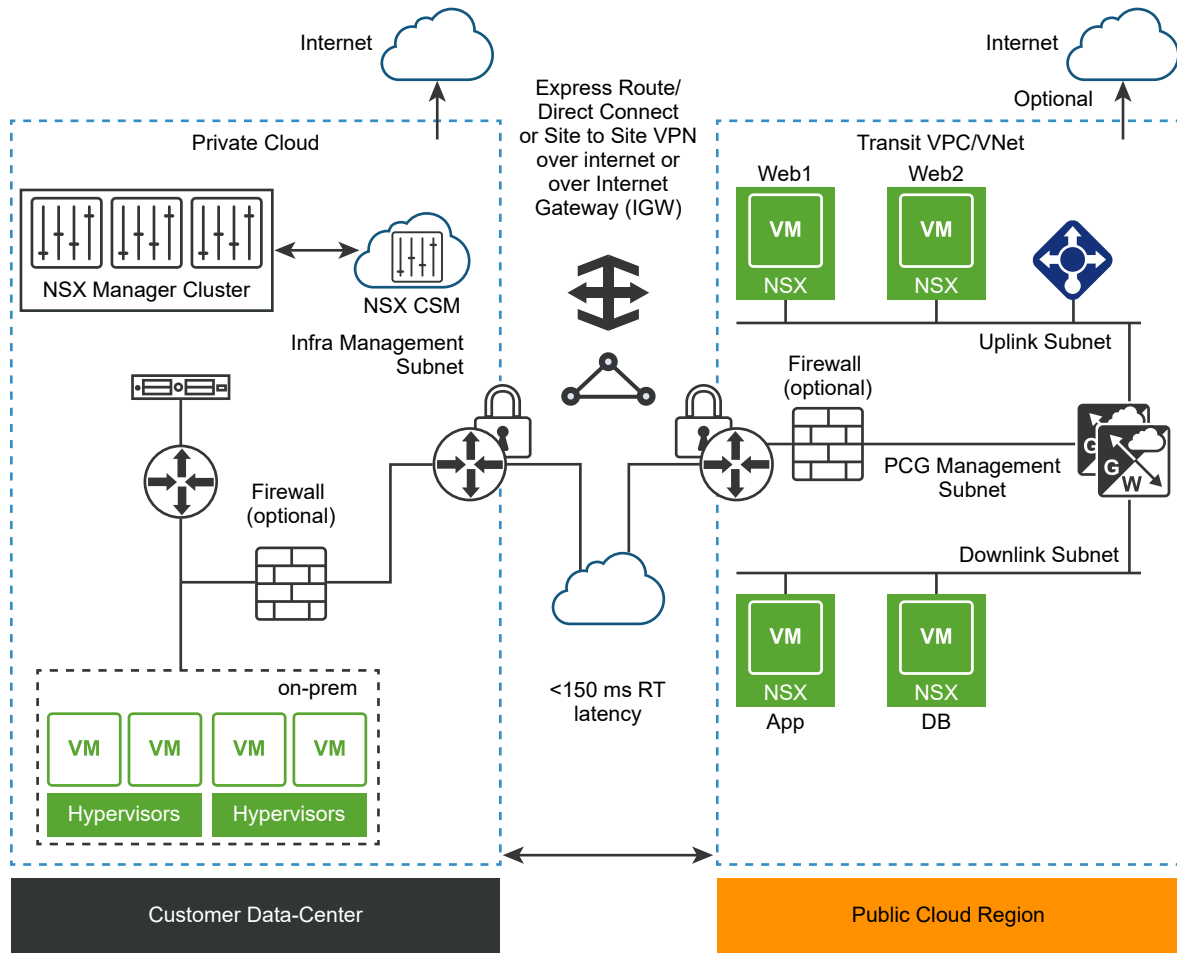 Internet
Internet
Optional
Express Route/
Direct Connect
or Site to Site VPN
over internet or
over Internet
Gateway (IGW)
Private Cloud
NSX Manager Cluster
NSX CSM
Infra Management
Subnet
Firewall
(optional)
on-prem
VM
VM
VM
VM
Hypervisors
Hypervisors
<150 ms RT
latency
Transit VPC/VNet
Web1
Web2
VM
VM
NSX
NSX
Uplink Subnet
Firewall
(optional)
G
G
W
PCG Management
Subnet
Downlink Subnet
VM
VM
NSX
NSX
App
DB
Customer Data-Center
Public Cloud Region